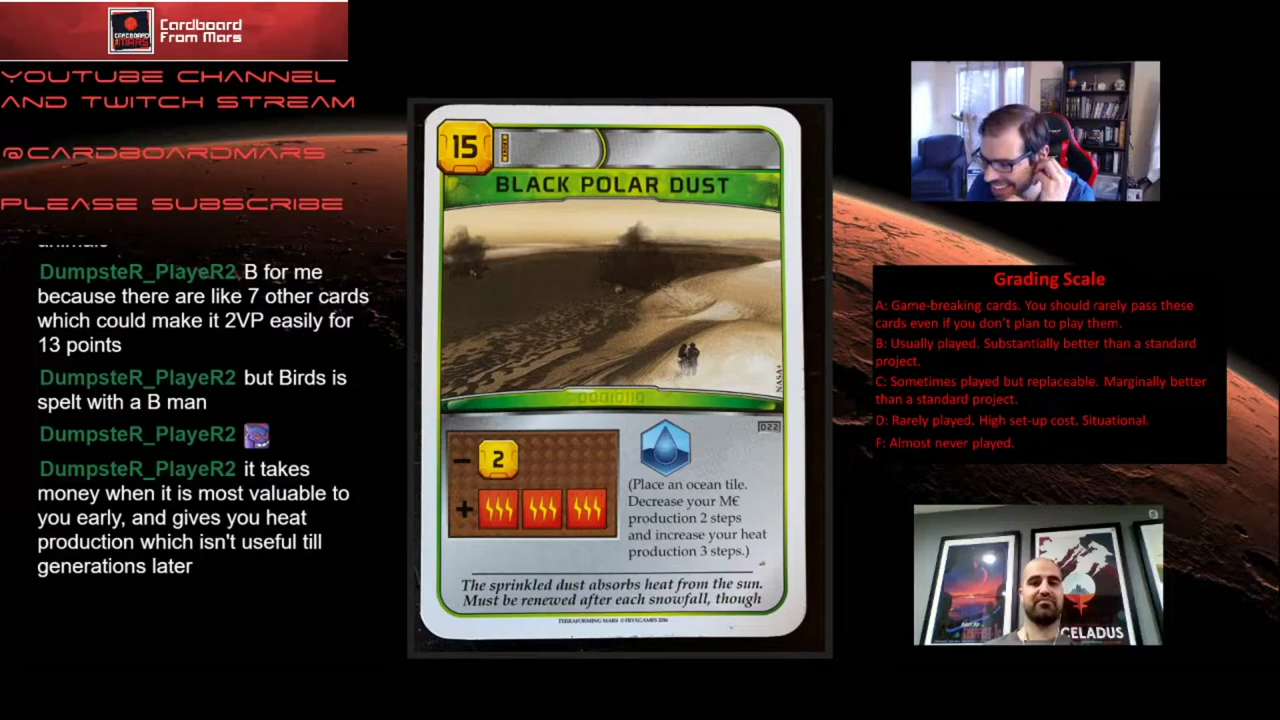 Cardboard
From Mars
YOUTUBE CHANNEL
AND TWITCH STREAM
@CARDBOARDMARS
PLEASE SUBSCRIBE
DumpsteR_PlayeR2 B for me
because there are like 7 other cards
which could make it 2VP easily for
13 points
DumpsteR_PlayeR2 but Birds is
spelt with a B man
DumpsteR_PlayeR2
DumpsteR_PlayeR2 it takes
money when it is most valuable to
you early, and gives you heat
production which isn't useful till
generations later
15
BLACK POLAR DUST
NASA
022
- 2
+
(Place an ocean tile.
Decrease your M€
production 2 steps
and increase your heat
production 3 steps.)
The sprinkled dust absorbs heat from the sun.
Must be renewed after each snowfall, though
TERRAFORMING MARS © FRYXGAMES 2016
Grading Scale
A: Game-breaking cards. You should rarely pass these
cards even if you don't plan to play them.
B: Usually played. Substantially better than a standard
project.
C: Sometimes played but replaceable. Marginally better
than a standard project.
D: Rarely played. High set-up cost. Situational.
F: Almost never played.
CELADUS